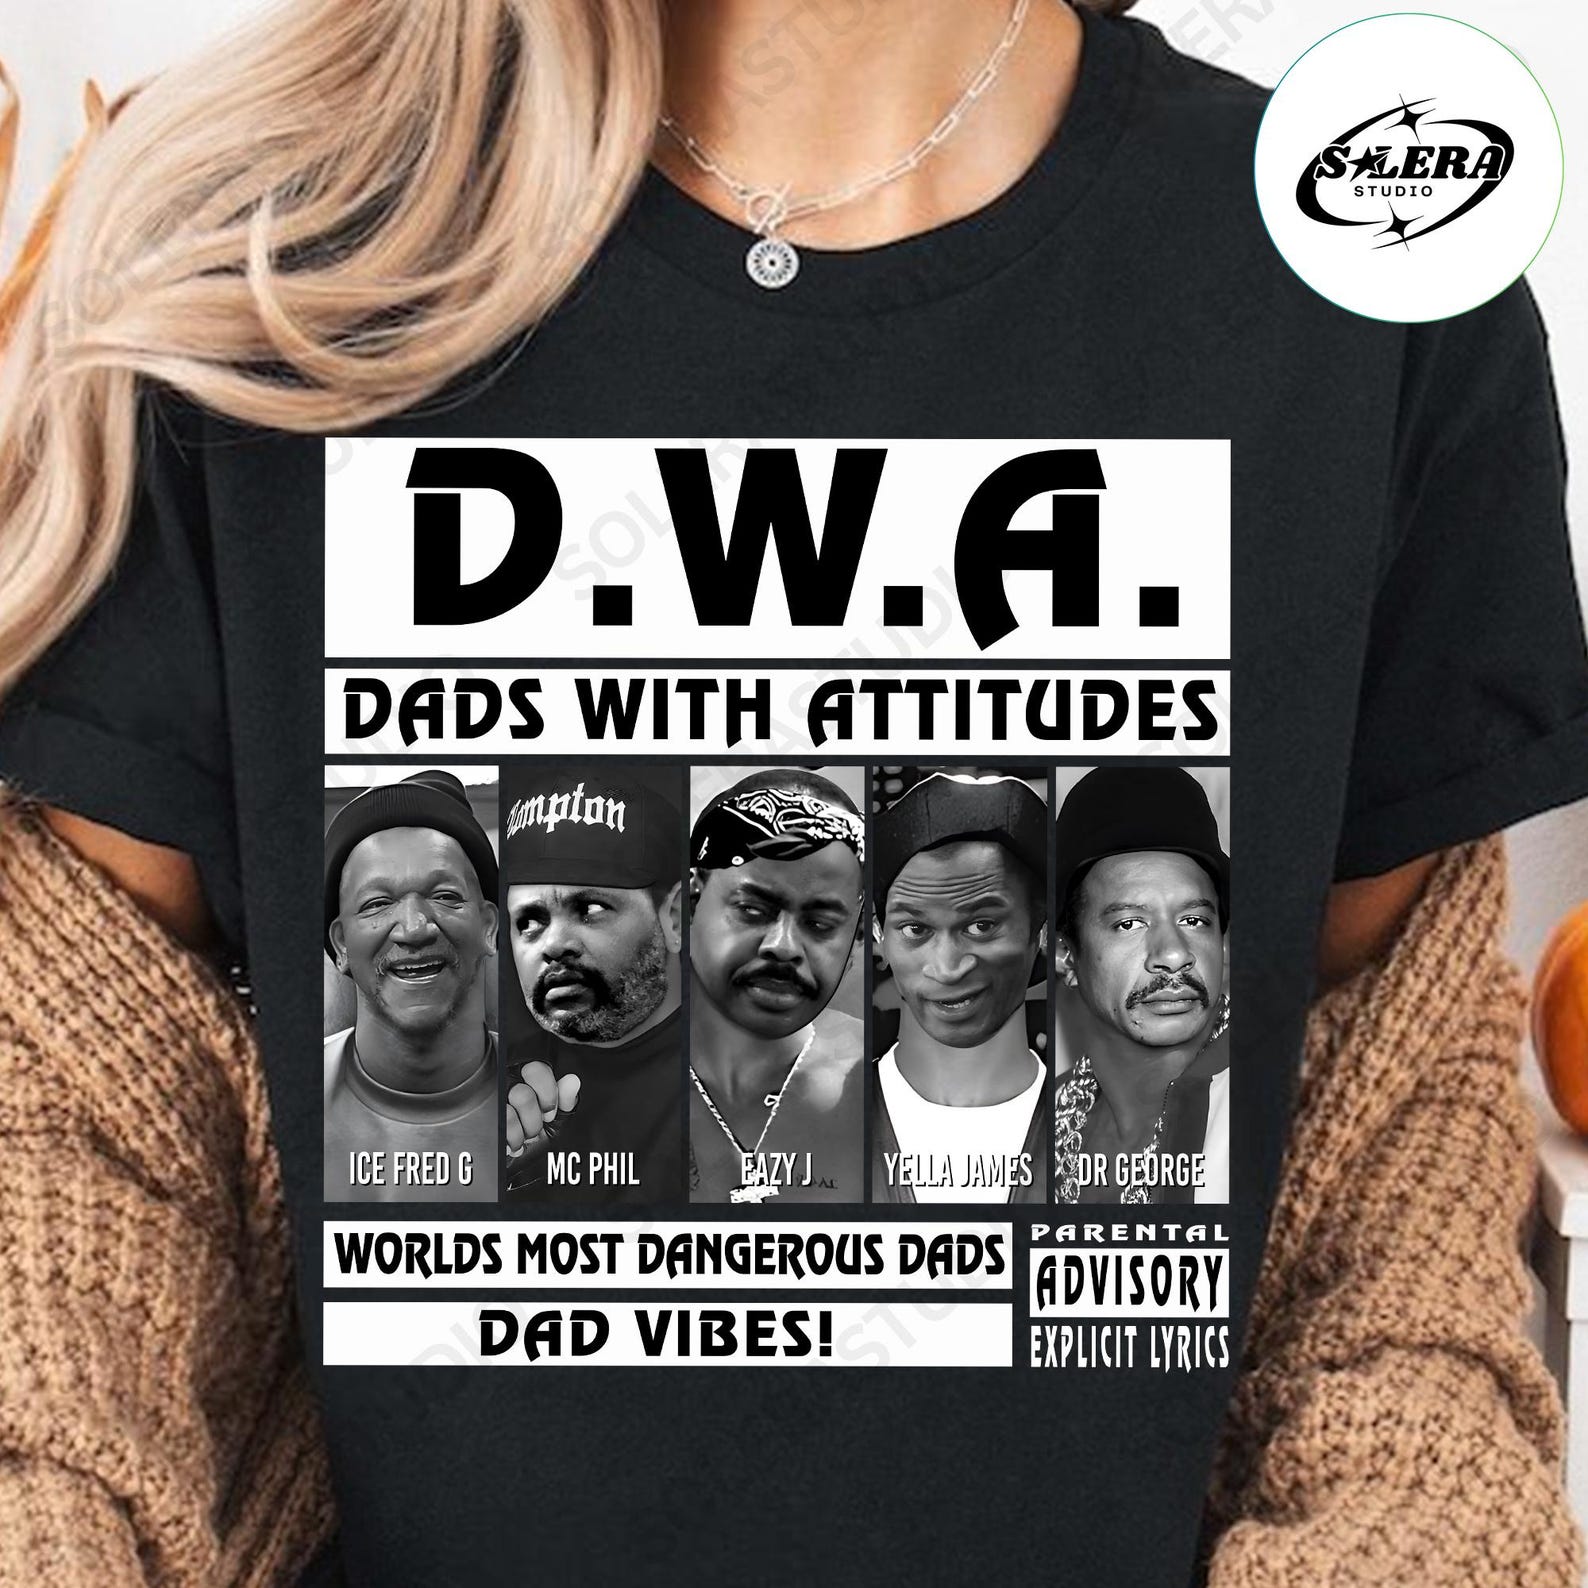 SOLERA
STUDIO
D.W.A.
DADS WITH ATTITUDES
Compton
ICE FRED G
MC PHIL
EAZY J
YELLA JAMES
DR GEORGE
WORLDS MOST DANGEROUS DADS
DAD VIBES!
PARENTAL
ADVISORY
EXPLICIT LYRICS